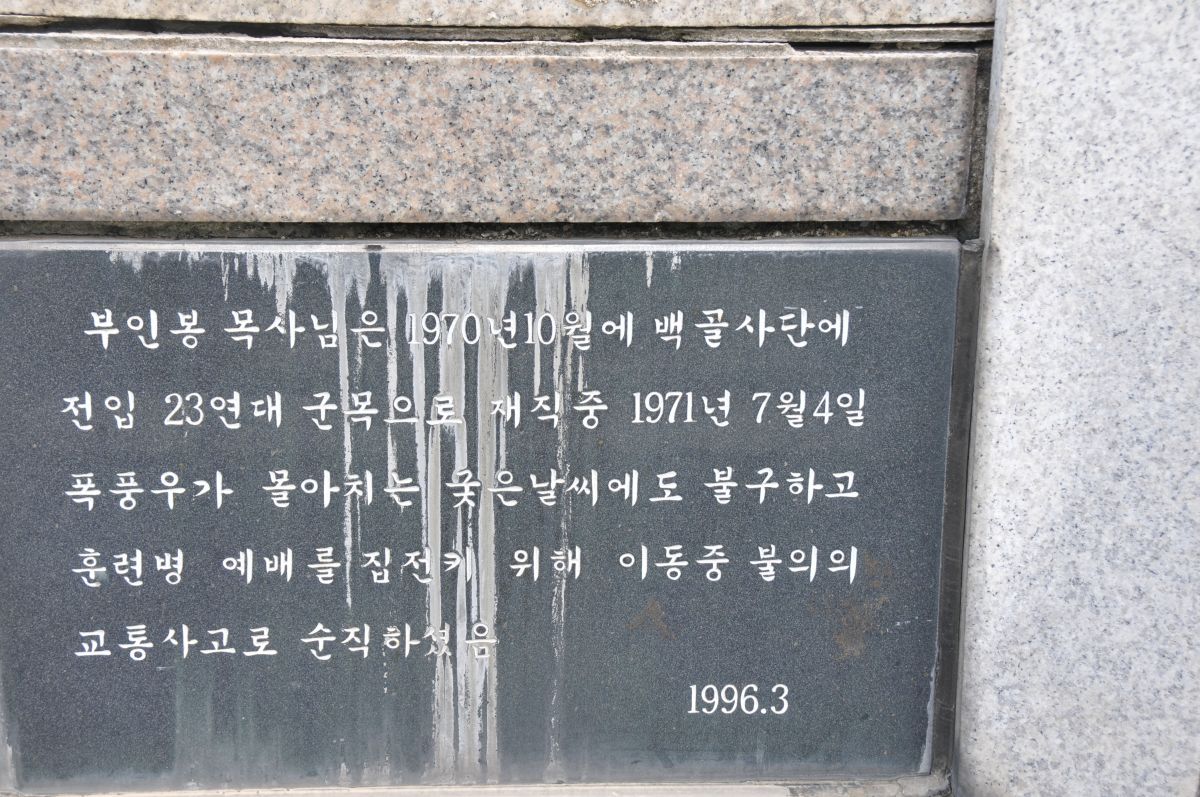 부인봉 목사님은 1970년10월에 백골사단에
전입 23연대 군목으로 재직중 1971년 7월4일
폭풍우가 몰아치는 궂은날씨에도 불구하고
훈련병 예배를 집전키 위해 이동중 불의의
교통사고로 순직하셨음
1996.3